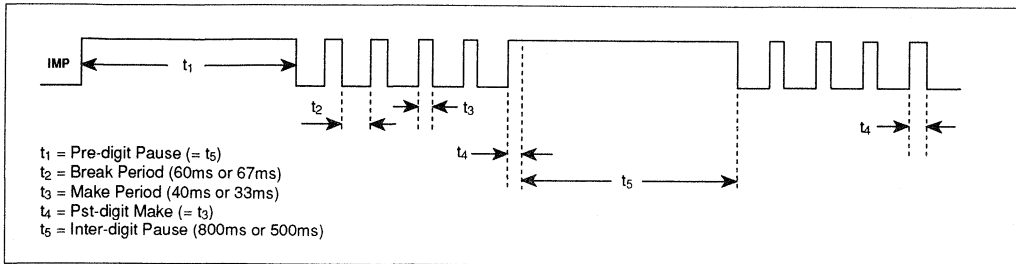 IMP
t1
t2
t3
t4
t5
t4
t1 = Pre-digit Pause (= t5)
t2 = Break Period (60ms or 67ms)
t3 = Make Period (40ms or 33ms)
t4 = Pst-digit Make (= t3)
t5 = Inter-digit Pause (800ms or 500ms)